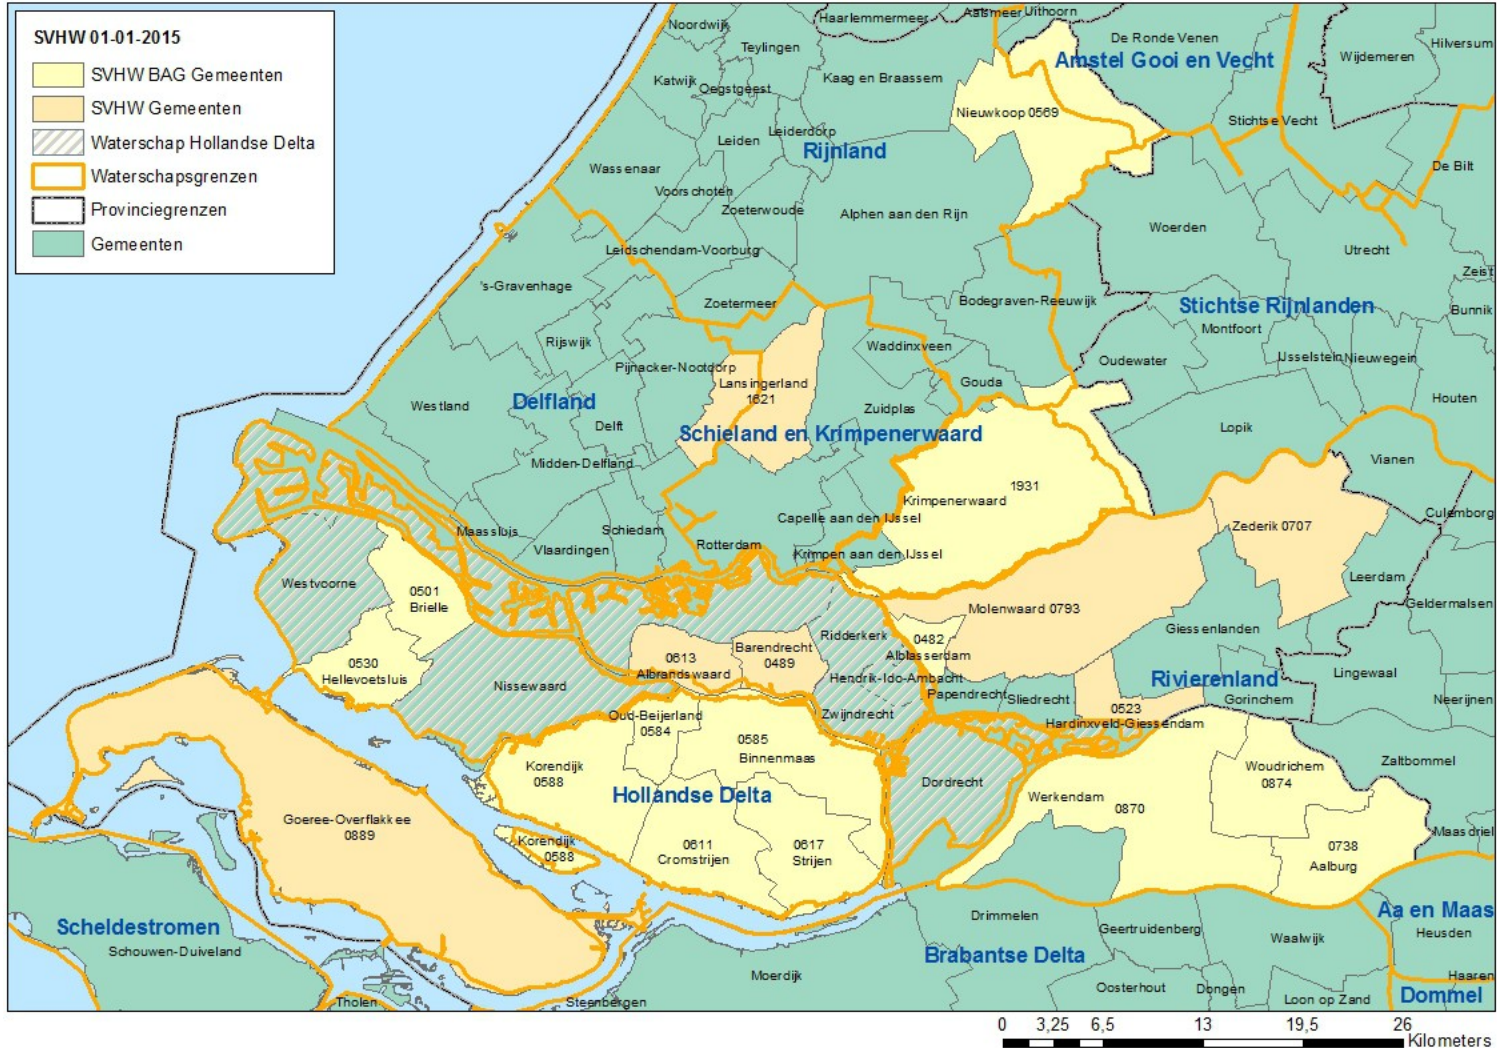 SVHW 01-01-2015
SVHW BAG Gemeenten
SVHW Gemeenten
Waterschap Hollandse Delta
Waterschapsgrenzen
Provinciegrenzen
Gemeenten
Noordwijk
Haarlemmermeer
Aalsmeer
Uithoorn
Teylingen
De Ronde Venen
Hilversum
Wijdemeren
Amstel Gooi en Vecht
Katwijk
Oegstgeest
Kaag en Braassem
Nieuwkoop 0569
Stichtse Vecht
Leiden
Leiderdorp
Rijnland
De Bilt
Wassenaar
Voorschoten
Zoeterwoude
Alphen aan den Rijn
Woerden
Utrecht
Leidschendam-Voorburg
Zeist
's-Gravenhage
Zoetermeer
Bodegraven-Reeuwijk
Stichtse Rijnlanden
Bunnik
Montfoort
Rijswijk
Waddinxveen
Oudewater
IJsselstein
Nieuwegein
Pijnacker-Nootdorp
Lansingerland
1621
Gouda
Houten
Westland
Delfland
Zuidplas
Delft
Schieland en Krimpenerwaard
Lopik
Midden-Delfland
Vianen
1931
Krimpenerwaard
Culemborg
Capelle aan den IJssel
Zederik 0707
Maassluis
Schiedam
Vlaardingen
Rotterdam
Krimpen aan den IJssel
Westvoorne
0501
Brielle
Leerdam
Molenwaard 0793
Geldermalsen
Giessenlanden
Ridderkerk
0482
Alblasserdam
Barendrecht
0489
0613
Albrandswaard
0530
Hellevoetsluis
Nissewaard
Hendrik-Ido-Ambacht
Papendrecht
Sliedrecht
Rivierenland
Gorinchem
Lingewaal
Neerijnen
0523
Hardinxveld-Giessendam
Oud-Beijerland
0584
Zwijndrecht
0585
Binnenmaas
Korendijk
0588
Dordrecht
Woudrichem
0874
Zaltbommel
Hollandse Delta
Werkendam
0870
Goeree-Overflakkee
0889
Korendijk
0588
0611
Cromstrijen
0617
Strijen
0738
Aalburg
Maasdriel
Scheldestromen
Schouwen-Duiveland
Drimmelen
Geertruidenberg
Waalwijk
Aa en Maas
Heusden
Brabantse Delta
Moerdijk
Oosterhout
Dongen
Loon op Zand
Haaren
Dommel
Tholen
Steenbergen
0 3,25 6,5 13 19,5 26
Kilometers